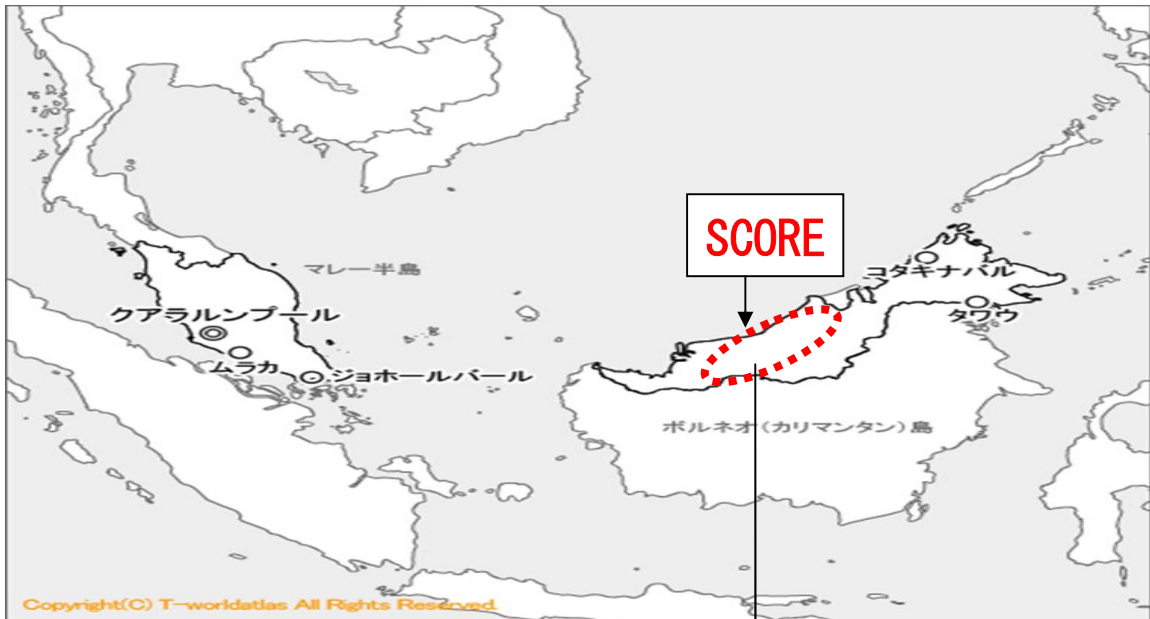 SCORE
コタキナバル
マレー半島
クアラルンプール
タワウ
ムラカ
ジョホールバール
ボルネオ(カリマンタン)島
Copyright(C) T-worldatlas All Rights Reserved.